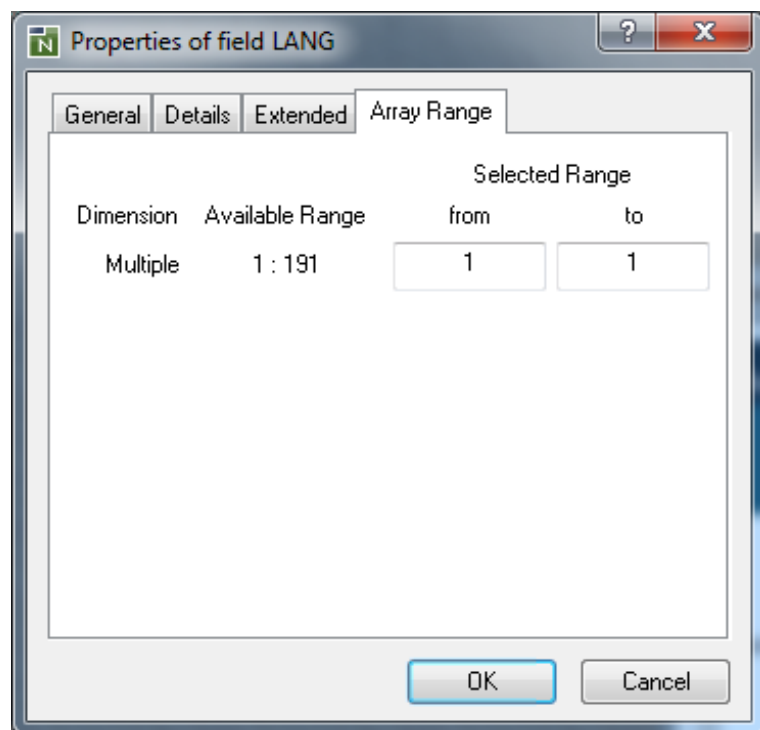 Properties of field LANG
General Details Extended Array Range
Selected Range
Dimension Available Range from to
Multiple 1 : 191 1 1
OK Cancel